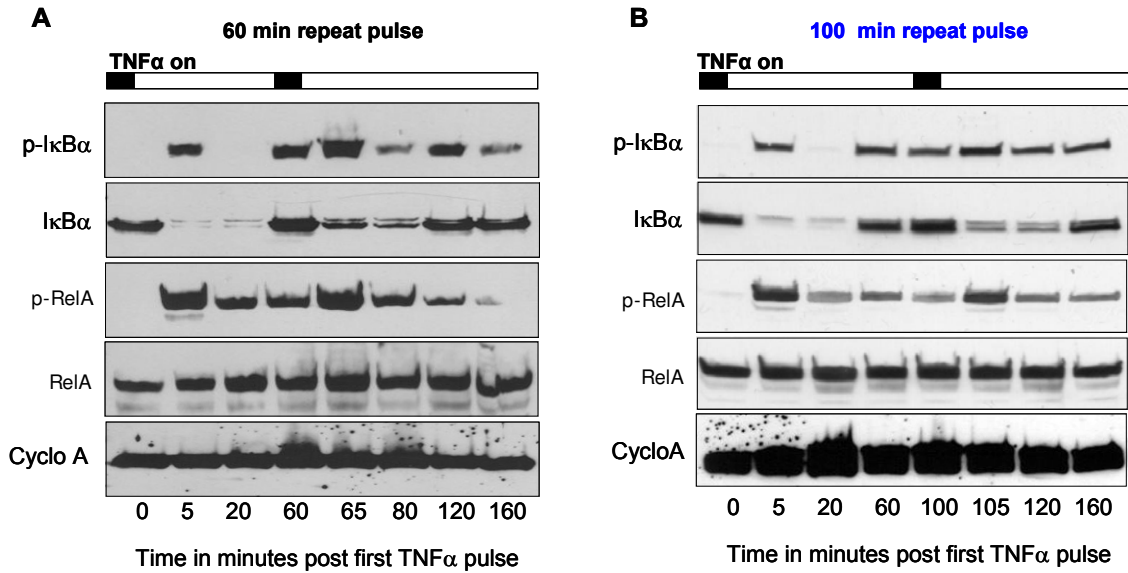 A
60 min repeat pulse
TNFα on
p-IκBα
IκBα
p-RelA
RelA
Cyclo A
0 5 20 60 65 80 120 160
Time in minutes post first TNFα pulse
B
100 min repeat pulse
TNFα on
p-IκBα
IκBα
p-RelA
RelA
CycloA
0 5 20 60 100 105 120 160
Time in minutes post first TNFα pulse